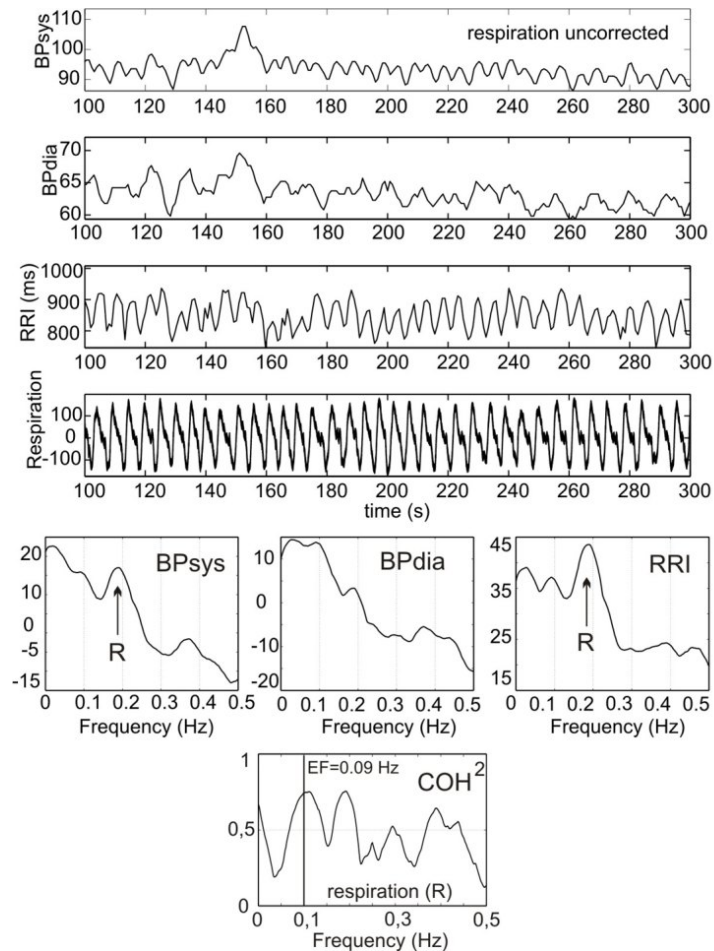 BPsys
110
100
90
respiration uncorrected
100 120 140 160 180 200 220 240 260 280 300
BPdia
70
65
60
100 120 140 160 180 200 220 240 260 280 300
RRI (ms)
1000
900
800
100 120 140 160 180 200 220 240 260 280 300
Respiration
100
0
-100
100 120 140 160 180 200 220 240 260 280 300
time (s)
20
10
0
-5
-15
BPsys
R
0 0.1 0.2 0.3 0.4 0.5
Frequency (Hz)
10
0
-10
-20
BPdia
0 0.1 0.2 0.3 0.4 0.5
Frequency (Hz)
45
35
25
15
RRI
R
0 0.1 0.2 0.3 0.4 0.5
Frequency (Hz)
1
0,5
0
EF=0.09 Hz
COH²
respiration (R)
0 0,1 0,3 0,5
Frequency (Hz)